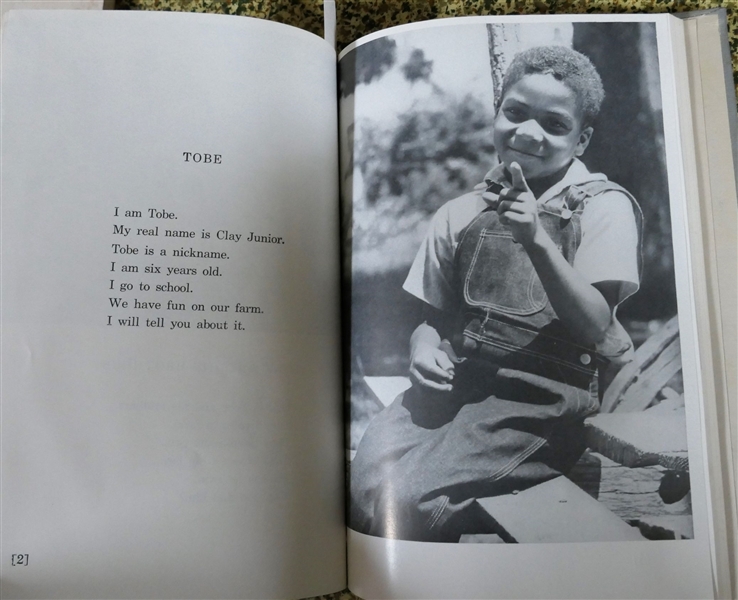 TOBE
I am Tobe.
My real name is Clay Junior.
Tobe is a nickname.
I am six years old.
I go to school.
We have fun on our farm.
I will tell you about it.
[2]